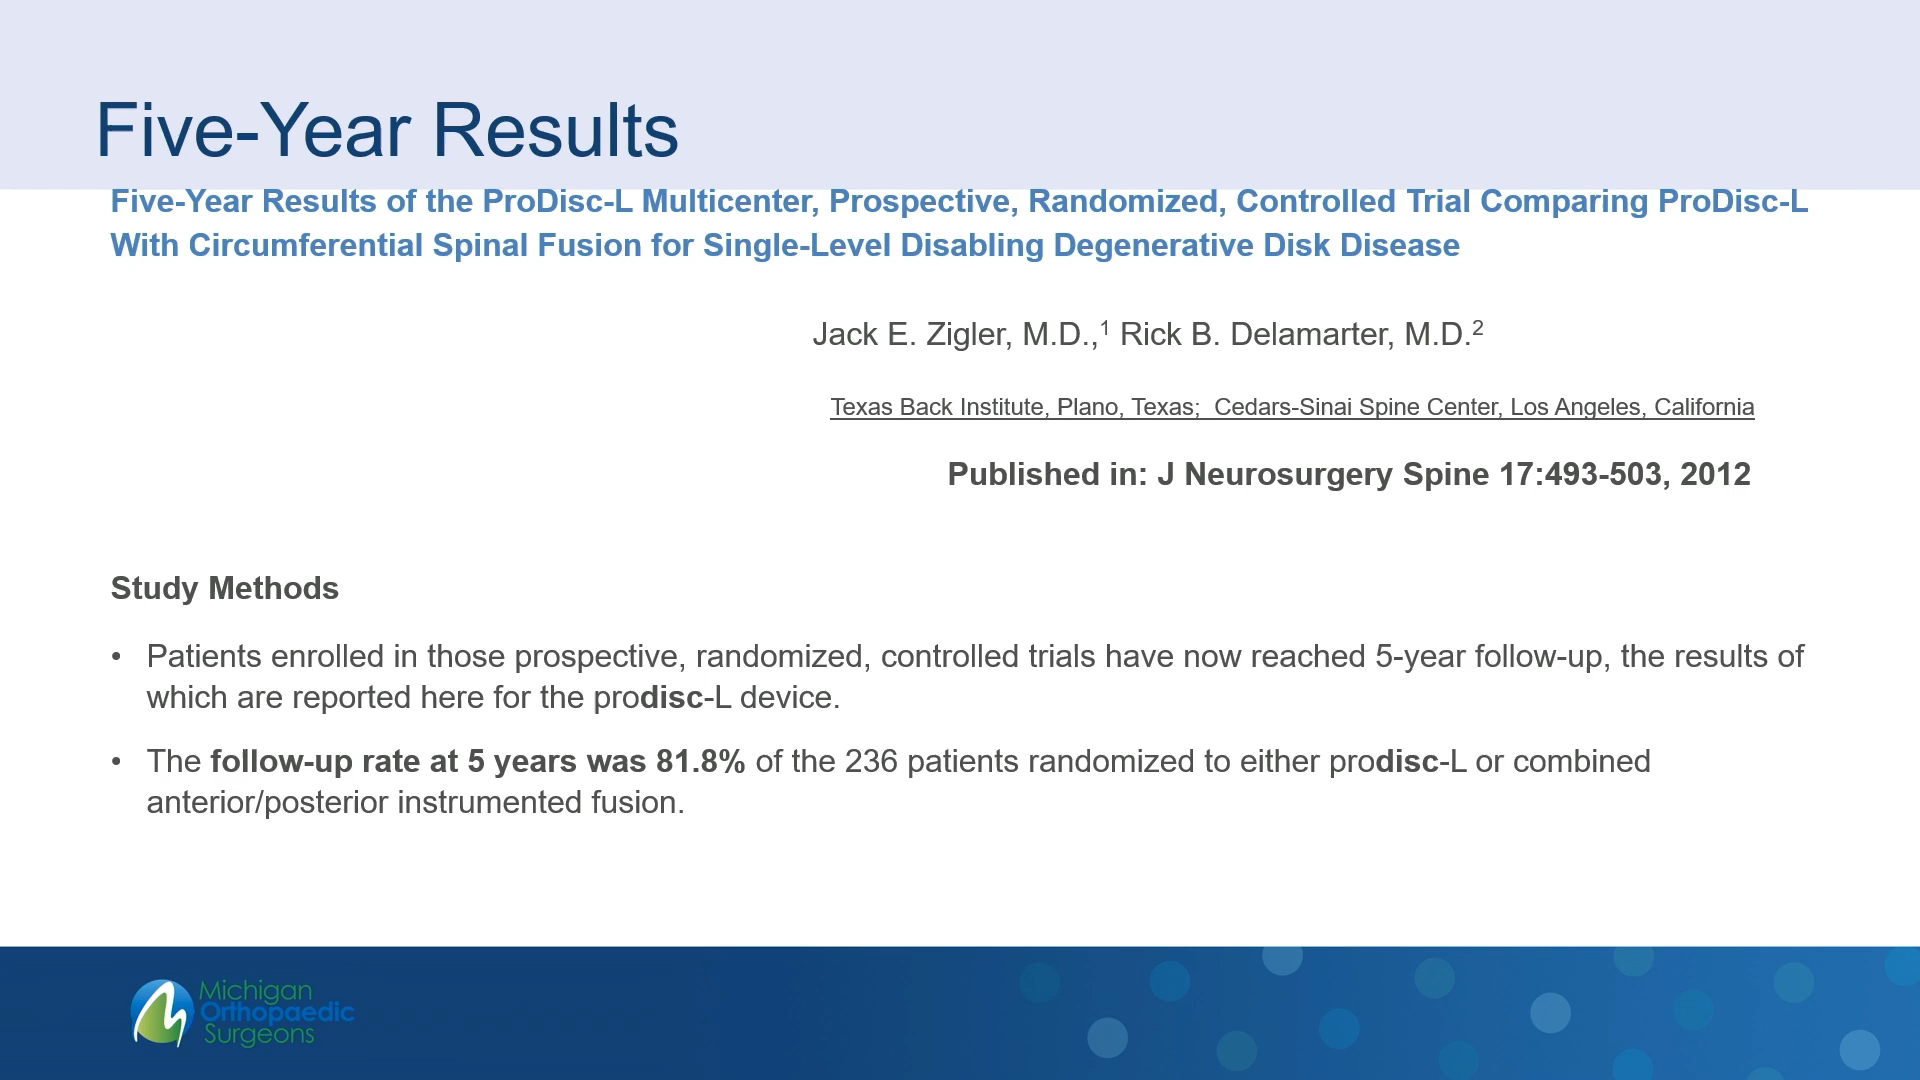 Five-Year Results
Five-Year Results of the ProDisc-L Multicenter, Prospective, Randomized, Controlled Trial Comparing ProDisc-L
With Circumferential Spinal Fusion for Single-Level Disabling Degenerative Disk Disease
Jack E. Zigler, M.D.,1 Rick B. Delamarter, M.D.2
Texas Back Institute, Plano, Texas;  Cedars-Sinai Spine Center, Los Angeles, California
Published in: J Neurosurgery Spine 17:493-503, 2012
Study Methods
• Patients enrolled in those prospective, randomized, controlled trials have now reached 5-year follow-up, the results of
which are reported here for the prodisc-L device.
• The follow-up rate at 5 years was 81.8% of the 236 patients randomized to either prodisc-L or combined
anterior/posterior instrumented fusion.
Michigan
Orthopaedic
Surgeons